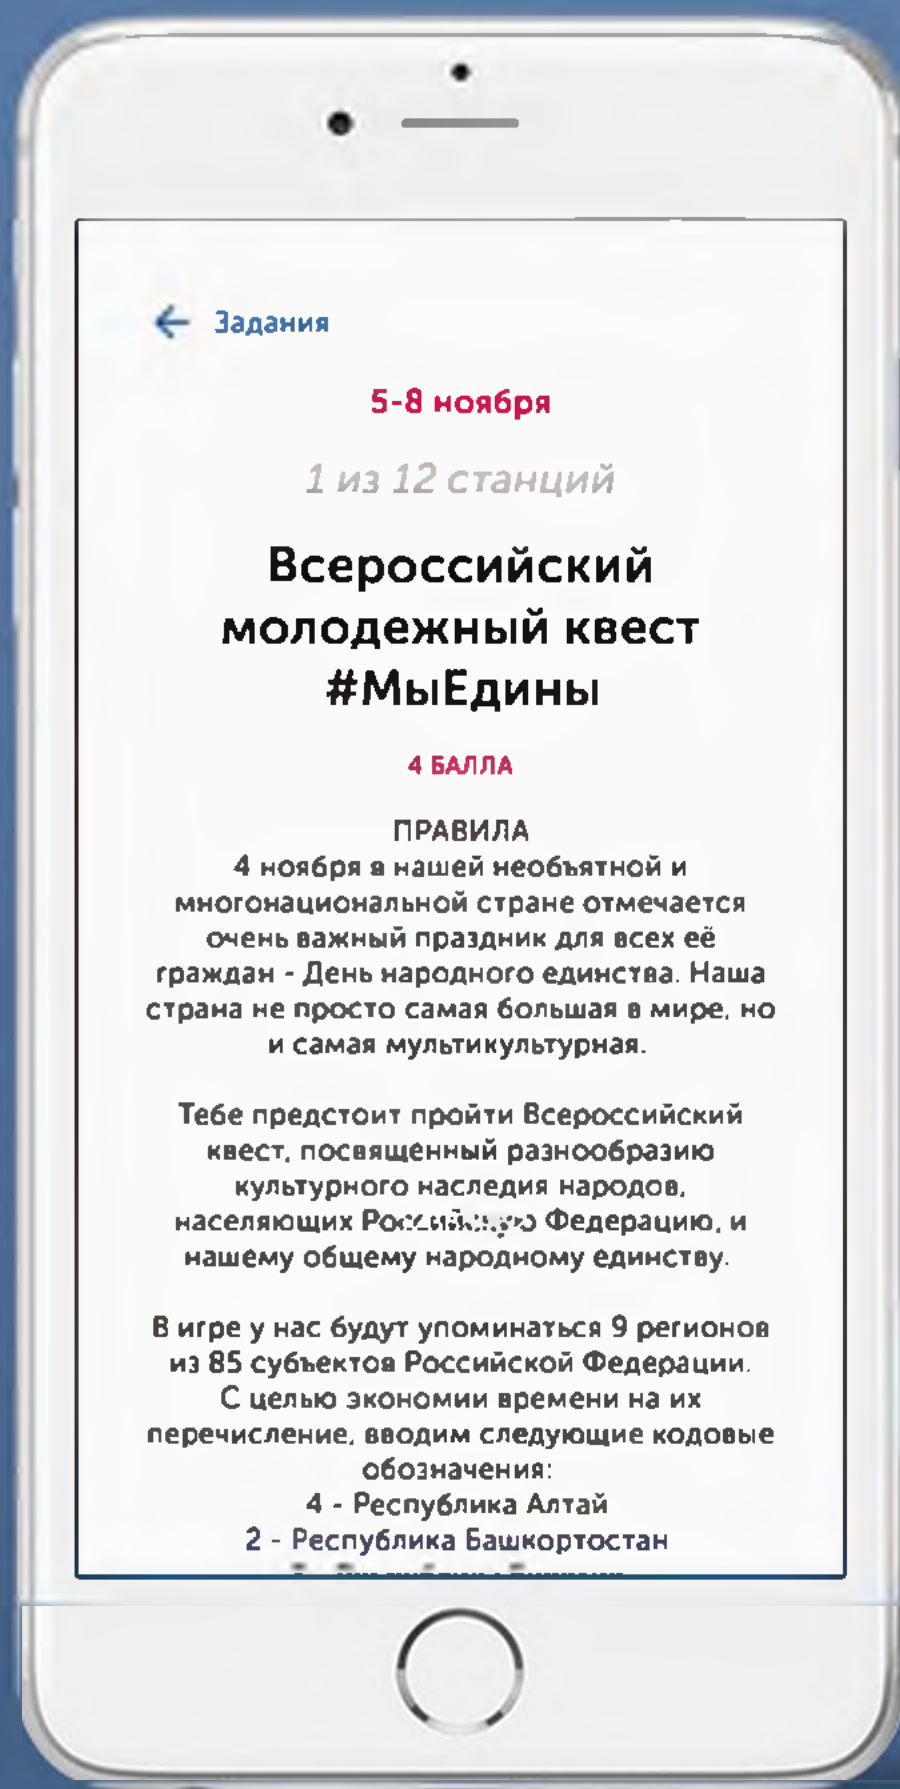 Задания
5-8 ноября
1 из 12 станций
Всероссийский
молодежный квест
#МыЕдины
4 БАЛЛА
ПРАВИЛА
4 ноября в нашей необъятной и
многонациональной стране отмечается
очень важный праздник для всех её
граждан - День народного единства. Наша
страна не просто самая большая в мире, но
и самая мультикультурная.
Тебе предстоит пройти Всероссийский
квест, посвященный разнообразию
культурного наследия народов,
населяющих Российскую Федерацию, и
нашему общему народному единству.
В игре у нас будут упоминаться 9 регионов
из 85 субъектов Российской Федерации.
С целью экономии времени на их
перечисление, вводим следующие кодовые
обозначения:
4 - Республика Алтай
2 - Республика Башкортостан